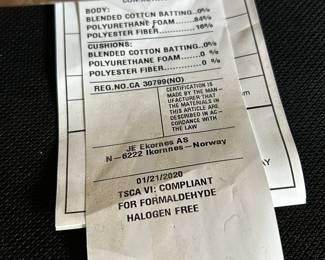 BODY:
BLENDED COTTON BATTING..0%
POLYURETHANE FOAM.......84%
POLYESTER FIBER............16%
CUSHIONS:
BLENDED COTTON BATTING..0%
POLYURETHANE FOAM........0%
POLYESTER FIBER ............0 %
REG.NO.CA 30799(NO)
CERTIFICATION IS
MADE BY THE MAN-
UFACTURER THAT
THE MATERIALS IN
THIS ARTICLE ARE
DESCRIBED IN AC-
CORDANCE WITH
THE LAW
JE Ekornes AS
N-6222 Ikornnes-Norway
01/21/2020
TSCA VI: COMPLIANT
FOR FORMALDEHYDE
HALOGEN FREE